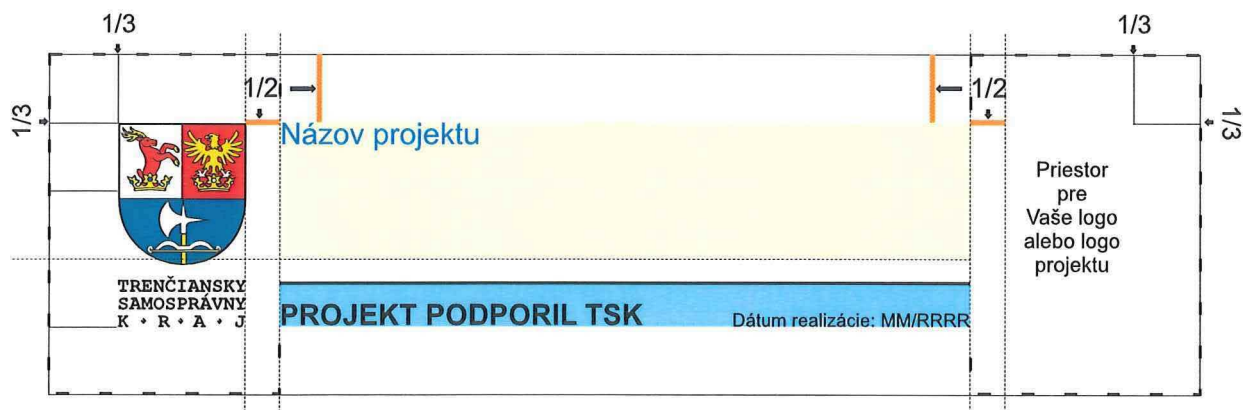 1/3
1/3
1/2
1/2
1/3
1/3
Názov projektu
Priestor
pre
Vaše logo
alebo logo
projektu
TRENČIANSKY
SAMOSPRÁVNY
K • R • A • J
PROJEKT PODPORIL TSK
Dátum realizácie: MM/RRRR